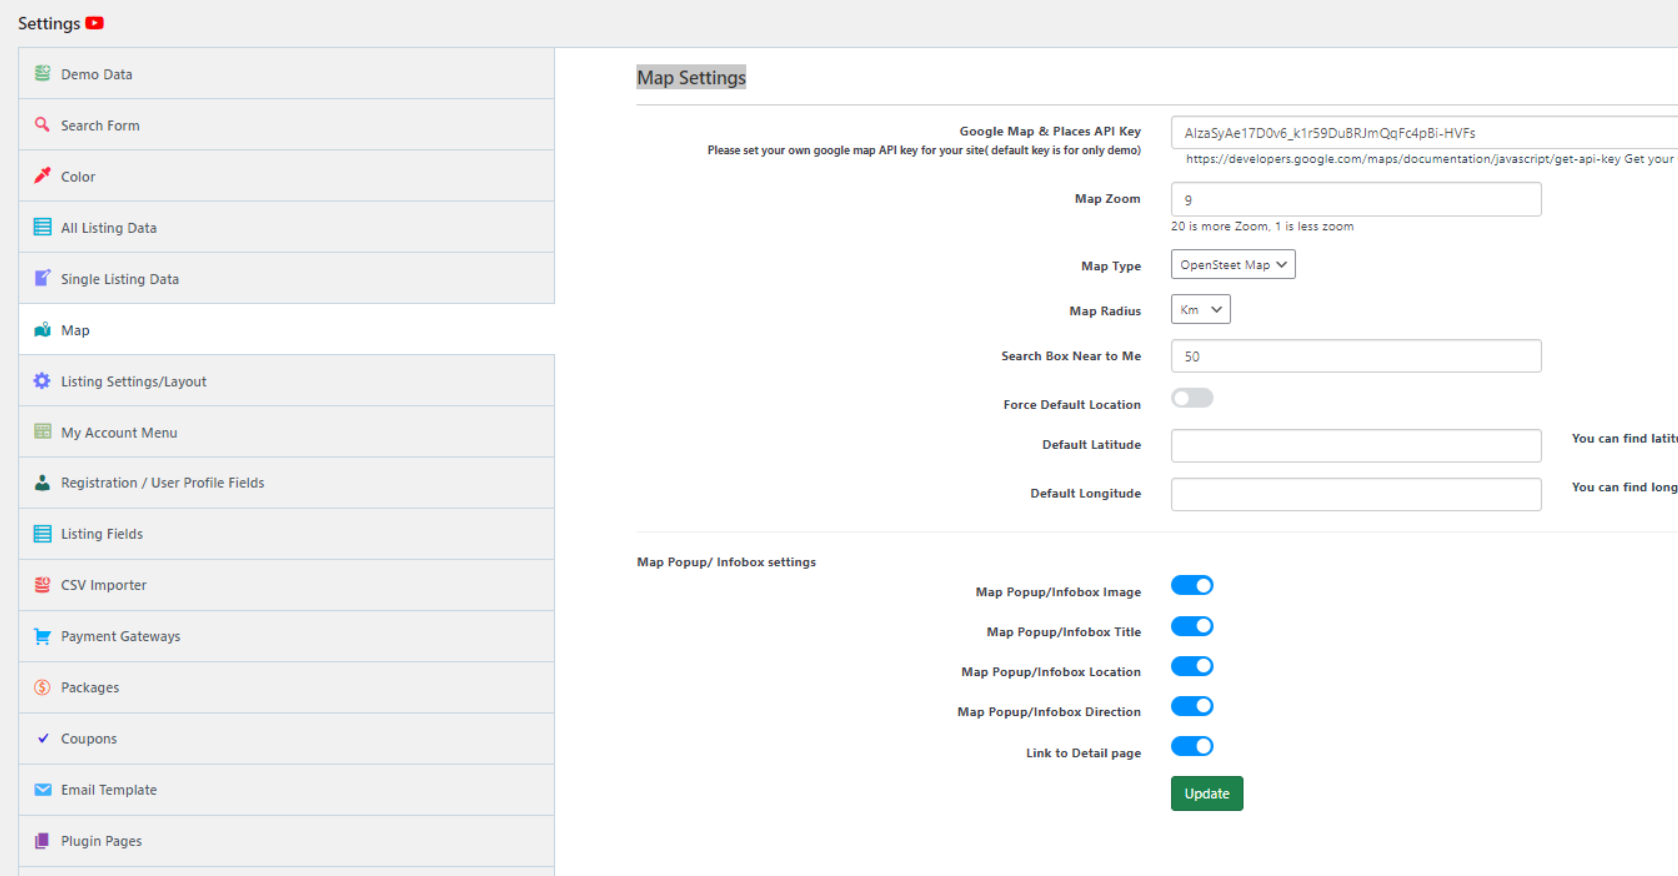 Settings
Demo Data
Search Form
Color
All Listing Data
Single Listing Data
Map
Listing Settings/Layout
My Account Menu
Registration / User Profile Fields
Listing Fields
CSV Importer
Payment Gateways
Packages
Coupons
Email Template
Plugin Pages
Map Settings
Google Map & Places API Key
Please set your own google map API key for your site( default key is for only demo)
AIzaSyAe17D0v6_k1r59DuBRJmQqFc4pBi-HVFs
https://developers.google.com/maps/documentation/javascript/get-api-key Get your
Map Zoom
9
20 is more Zoom, 1 is less zoom
Map Type
OpenSteet Map
Map Radius
Km
Search Box Near to Me
50
Force Default Location
Default Latitude
You can find latitu
Default Longitude
You can find long
Map Popup/ Infobox settings
Map Popup/Infobox Image
Map Popup/Infobox Title
Map Popup/Infobox Location
Map Popup/Infobox Direction
Link to Detail page
Update